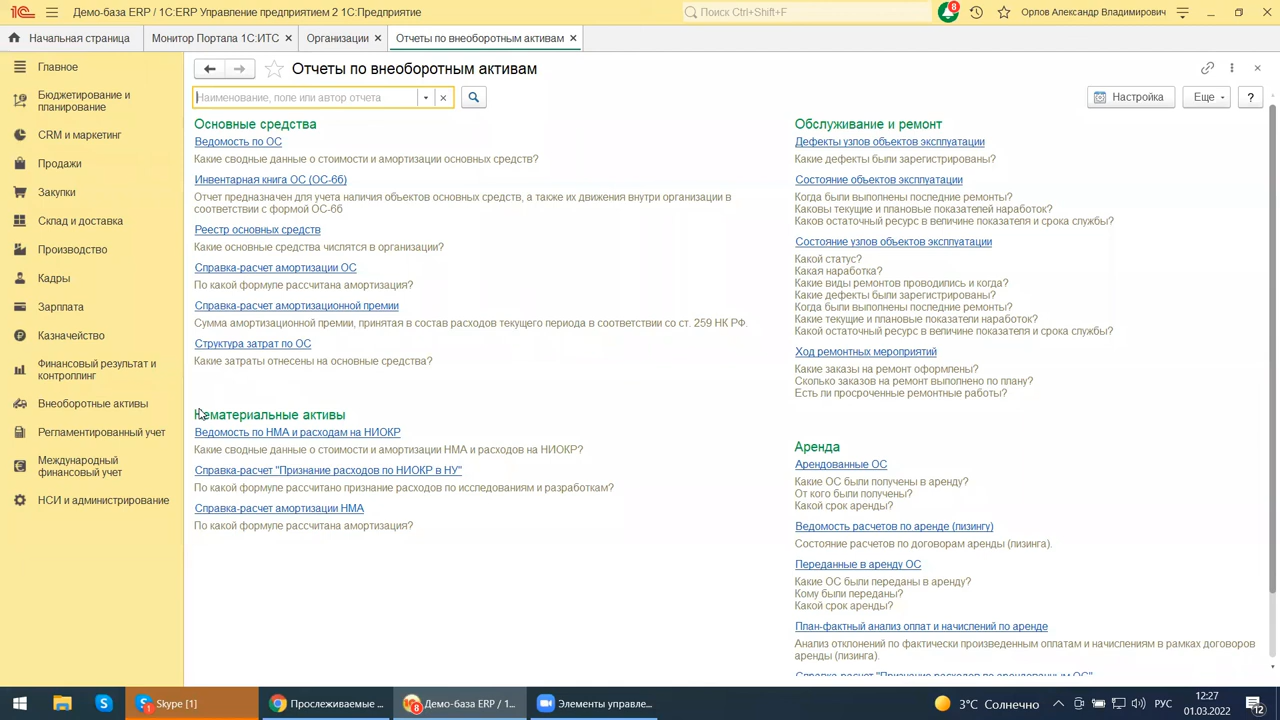 Демо-база ERP / 1С:ERP Управление предприятием 2 1С:Предприятие
Поиск Ctrl+Shift+F
8
Орлов Александр Владимирович
Начальная страница
Монитор Портала 1С:ИТС ×
Организации ×
Отчеты по внеоборотным активам ×
Главное
Бюджетирование и
планирование
CRM и маркетинг
Продажи
Закупки
Склад и доставка
Производство
Кадры
Зарплата
Казначейство
Финансовый результат и
контроллинг
Внеоборотные активы
Регламентированный учет
Международный
финансовый учет
НСИ и администрирование
Отчеты по внеоборотным активам
Наименование, поле или автор отчета
Настройка
Еще
?
Основные средства
Ведомость по ОС
Какие сводные данные о стоимости и амортизации основных средств?
Инвентарная книга ОС (ОС-6б)
Отчет предназначен для учета наличия объектов основных средств, а также их движения внутри организации в
соответствии с формой ОС-6б
Реестр основных средств
Какие основные средства числятся в организации?
Справка-расчет амортизации ОС
По какой формуле рассчитана амортизация?
Справка-расчет амортизационной премии
Сумма амортизационной премии, принятая в состав расходов текущего периода в соответствии со ст. 259 НК РФ.
Структура затрат по ОС
Какие затраты отнесены на основные средства?
Нематериальные активы
Ведомость по НМА и расходам на НИОКР
Какие сводные данные о стоимости и амортизации НМА и расходов на НИОКР?
Справка-расчет "Признание расходов по НИОКР в НУ"
По какой формуле рассчитано признание расходов по исследованиям и разработкам?
Справка-расчет амортизации НМА
По какой формуле рассчитана амортизация?
Обслуживание и ремонт
Дефекты узлов объектов эксплуатации
Какие дефекты были зарегистрированы?
Состояние объектов эксплуатации
Когда были выполнены последние ремонты?
Каковы текущие и плановые показателей наработок?
Каков остаточный ресурс в величине показателя и срока службы?
Состояние узлов объектов эксплуатации
Какой статус?
Какая наработка?
Какие виды ремонтов проводились и когда?
Какие дефекты были зарегистрированы?
Когда были выполнены последние ремонты?
Какие текущие и плановые показатели наработок?
Какой остаточный ресурс в величине показателя и срока службы?
Ход ремонтных мероприятий
Какие заказы на ремонт оформлены?
Сколько заказов на ремонт выполнено по плану?
Есть ли просроченные ремонтные работы?
Аренда
Арендованные ОС
Какие ОС были получены в аренду?
От кого были получены?
Какой срок аренды?
Ведомость расчетов по аренде (лизингу)
Состояние расчетов по договорам аренды (лизинга).
Переданные в аренду ОС
Какие ОС были переданы в аренду?
Кому были переданы?
Какой срок аренды?
План-фактный анализ оплат и начислений по аренде
Анализ отклонений по фактически произведенным оплатам и начислениям в рамках договоров
аренды (лизинга).
Справка-расчет "Признание расходов по арендованным ОС"
Skype [1]
Прослеживаемые ...
Демо-база ERP / 1...
Элементы управле...
3°C Солнечно
РУС
12:27
01.03.2022
12